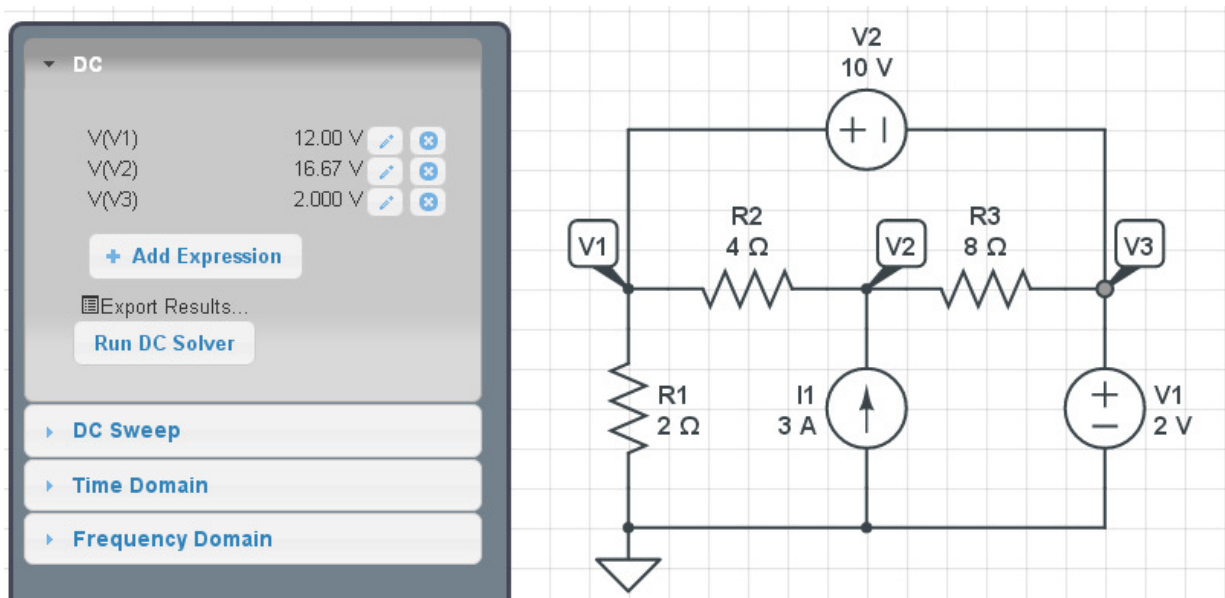 DC
V(V1) 12.00 V
V(V2) 16.67 V
V(V3) 2.000 V
+ Add Expression
Export Results...
Run DC Solver
DC Sweep
Time Domain
Frequency Domain
V2
10 V
V1
R2
4 Ω
V2
R3
8 Ω
V3
R1
2 Ω
I1
3 A
V1
2 V